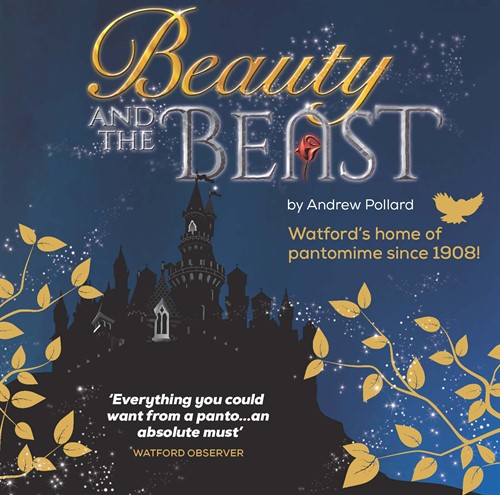 Beauty
AND THE BEAST
by Andrew Pollard
Watford's home of
pantomime since 1908!
'Everything you could
want from a panto...an
absolute must'
WATFORD OBSERVER